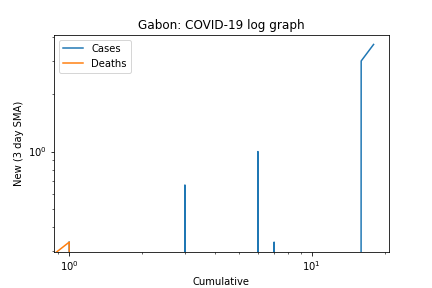 Gabon: COVID-19 log graph
Cases
Deaths
New (3 day SMA)
10⁰
10⁰
10¹
Cumulative